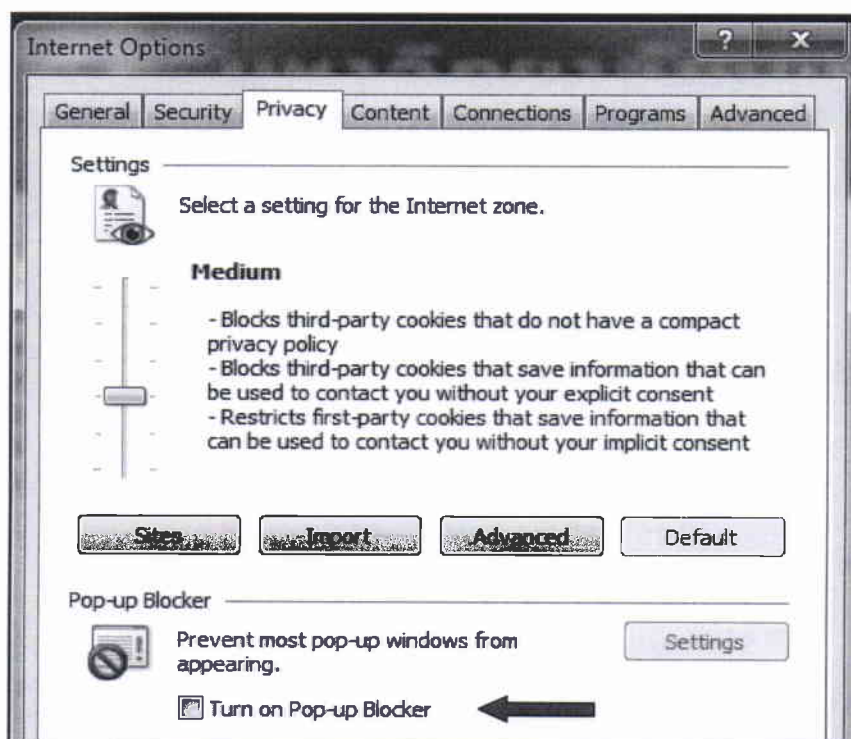 Internet Options
?
X
General Security Privacy Content Connections Programs Advanced
Settings
Select a setting for the Internet zone.
Medium
- Blocks third-party cookies that do not have a compact
privacy policy
- Blocks third-party cookies that save information that can
be used to contact you without your explicit consent
- Restricts first-party cookies that save information that
can be used to contact you without your implicit consent
Sites Import Advanced Default
Pop-up Blocker
Prevent most pop-up windows from
appearing.
Settings
Turn on Pop-up Blocker